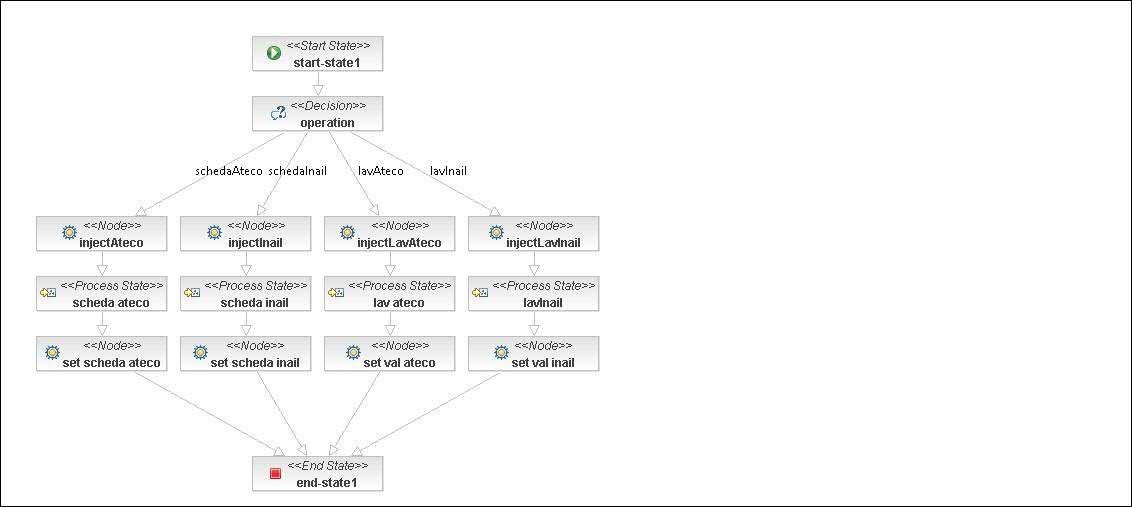 <<Start State>>
start-state1
<<Decision>>
operation
schedaAteco schedaInail lavAteco lavInail
<<Node>> <<Node>> <<Node>> <<Node>>
injectAteco injectInail injectLavAteco injectLavInail
<<Process State>> <<Process State>> <<Process State>> <<Process State>>
scheda ateco scheda inail lav ateco lavInail
<<Node>> <<Node>> <<Node>> <<Node>>
set scheda ateco set scheda inail set val ateco set val inail
<<End State>>
end-state1